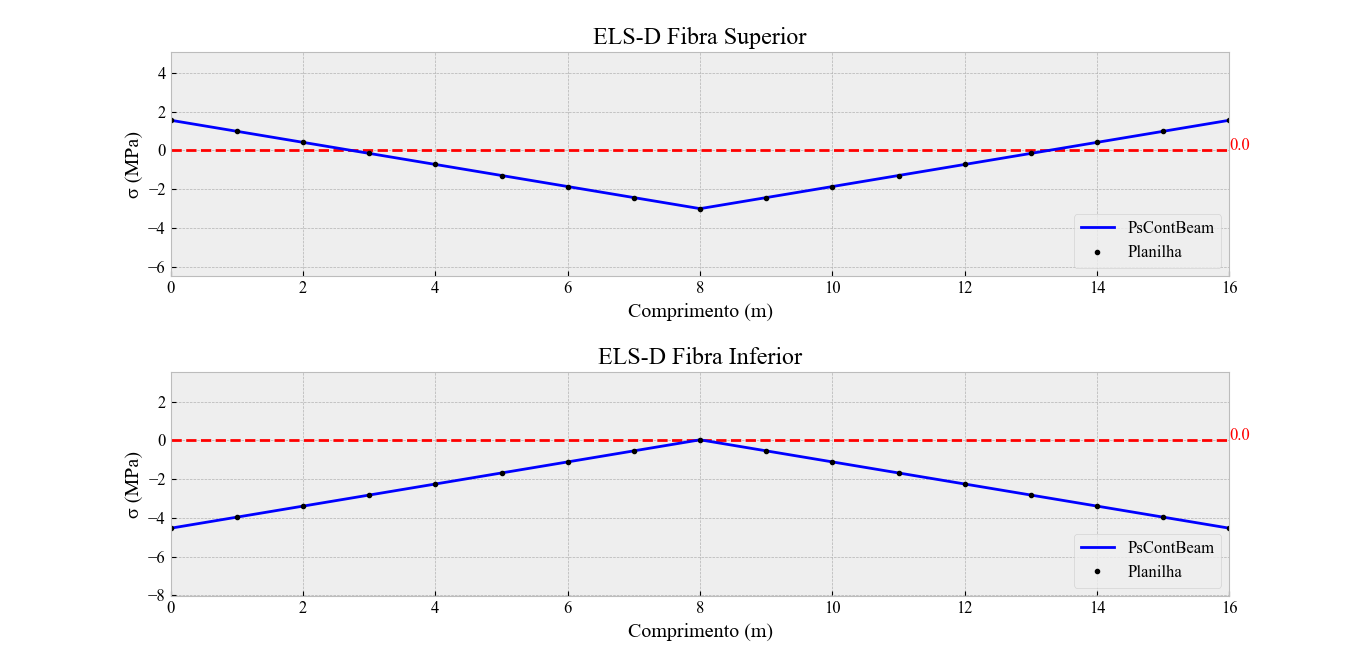 ELS-D Fibra Superior
4
2
0
−2
−4
−6
σ (MPa)
0.0
PsContBeam
Planilha
0 2 4 6 8 10 12 14 16
Comprimento (m)
ELS-D Fibra Inferior
2
0
−2
−4
−6
−8
σ (MPa)
0.0
PsContBeam
Planilha
0 2 4 6 8 10 12 14 16
Comprimento (m)